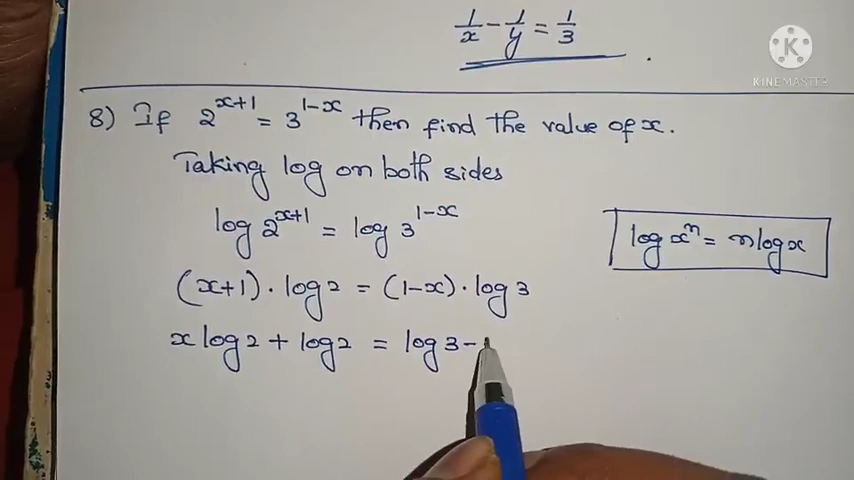 1/x - 1/y = 1/3
KINEMASTER
8) If 2^(x+1) = 3^(1-x) then find the value of x.
Taking log on both sides
log 2^(x+1) = log 3^(1-x)
log x^n = n log x
(x+1) · log 2 = (1-x) · log 3
x log 2 + log 2 = log 3 -